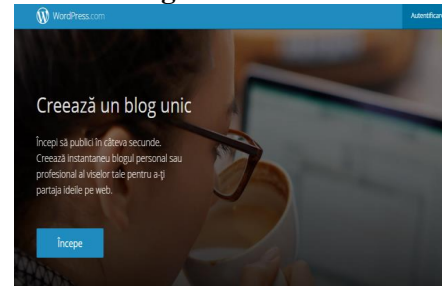 WordPress.com
Autentificare
Creează un blog unic
Începi să publici în câteva secunde.
Creează instantaneu blogul personal sau
profesional al viselor tale pentru a-ți
partaja ideile pe web.
Începe